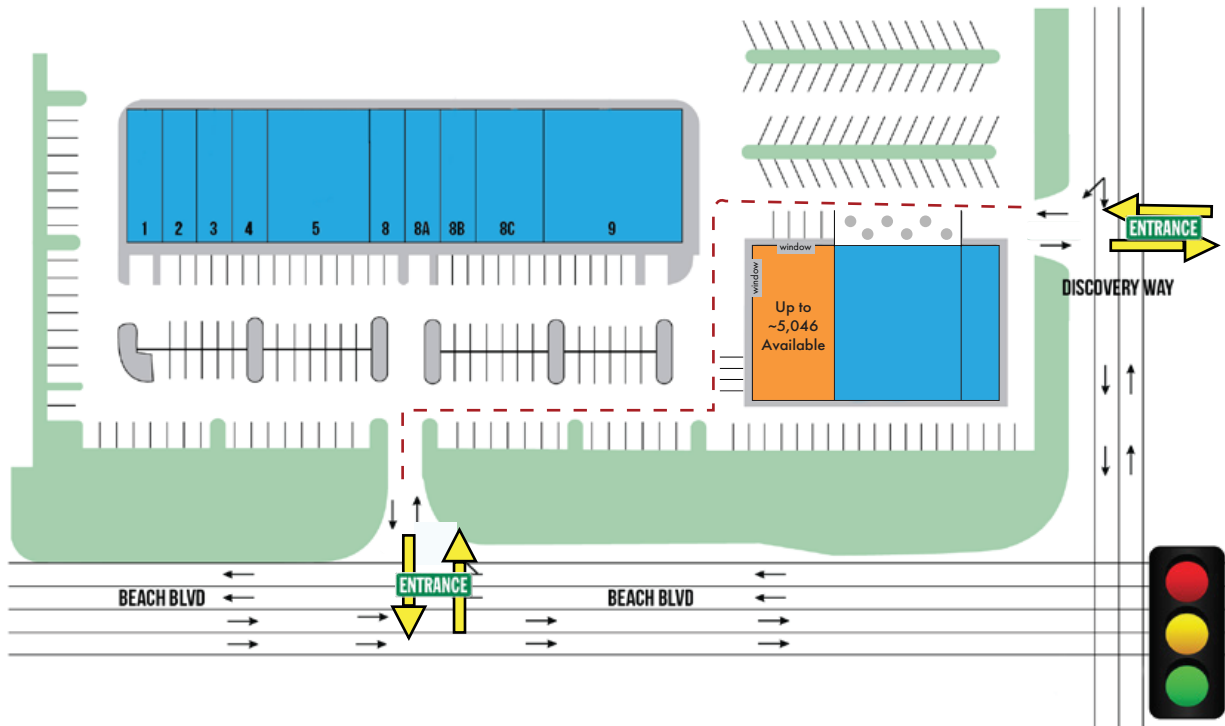 1 2 3 4 5 8 8A 8B 8C 9
window
window
Up to
~5,046
Available
ENTRANCE
DISCOVERY WAY
ENTRANCE
BEACH BLVD
BEACH BLVD